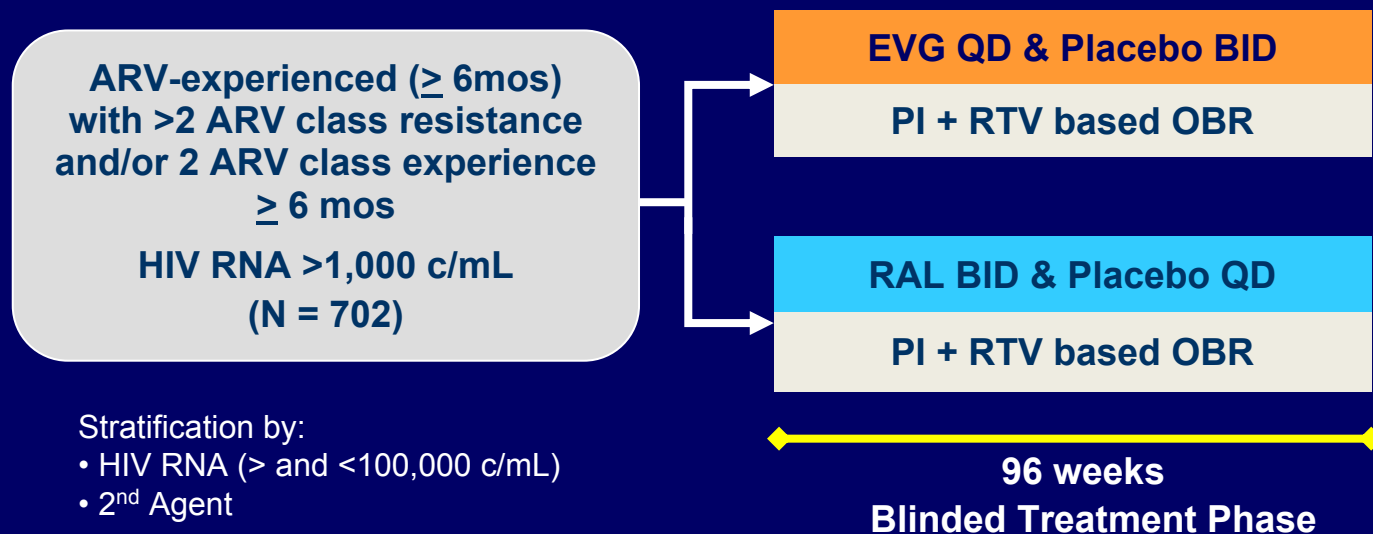 ARV-experienced (≥ 6mos)
with >2 ARV class resistance
and/or 2 ARV class experience
≥ 6 mos
HIV RNA >1,000 c/mL
(N = 702)
EVG QD & Placebo BID
PI + RTV based OBR
RAL BID & Placebo QD
PI + RTV based OBR
Stratification by:
• HIV RNA (> and <100,000 c/mL)
• 2nd Agent
96 weeks
Blinded Treatment Phase